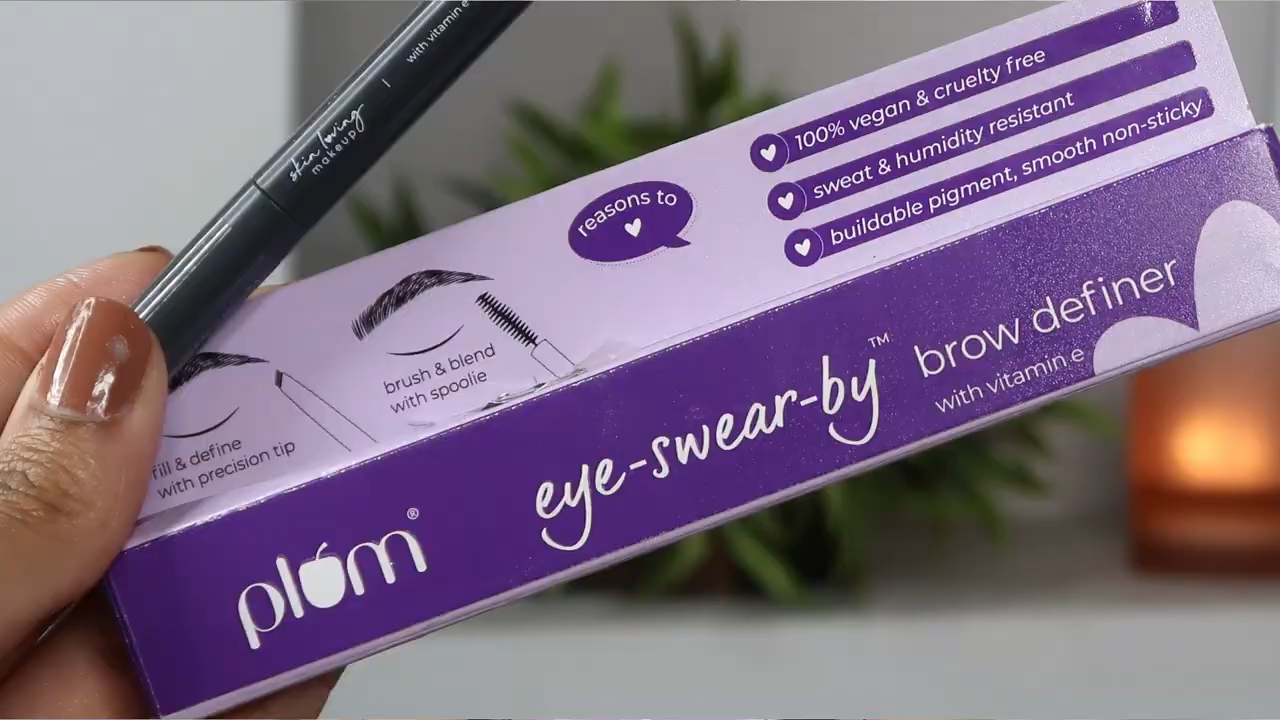 with vitamin e
skin loving
makeup
reasons to
100% vegan & cruelty free
sweat & humidity resistant
buildable pigment, smooth non-sticky
brush & blend
with spoolie
fill & define
with precision tip
plum®
eye-swear-by™
brow definer
with vitamin e